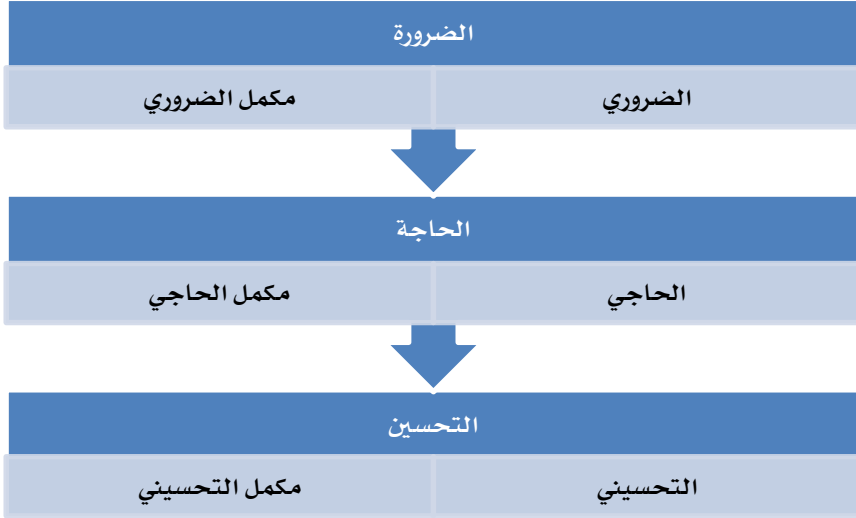 الضرورة
الضروري
مكمل الضروري
الحاجة
الحاجي
مكمل الحاجي
التحسين
التحسيني
مكمل التحسيني